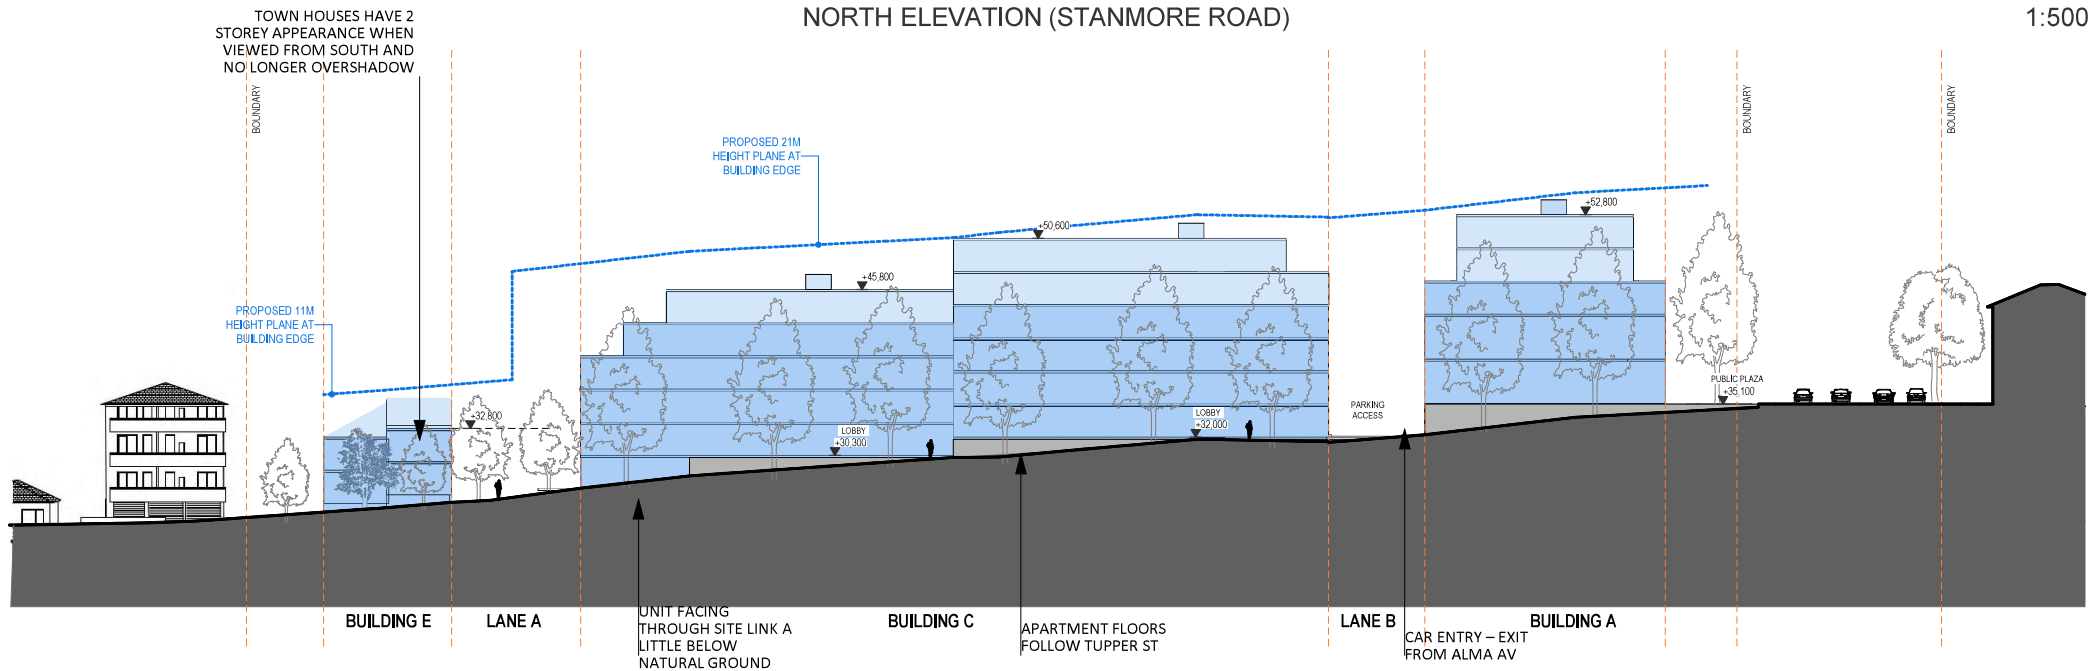 NORTH ELEVATION (STANMORE ROAD)
1:500
TOWN HOUSES HAVE 2
STOREY APPEARANCE WHEN
VIEWED FROM SOUTH AND
NO LONGER OVERSHADOW
BOUNDARY
BOUNDARY
BOUNDARY
PROPOSED 21M
HEIGHT PLANE AT
BUILDING EDGE
+50,600
+52,800
+45,800
PROPOSED 11M
HEIGHT PLANE AT
BUILDING EDGE
+32,800
LOBBY
+30,300
LOBBY
+32,000
PARKING
ACCESS
PUBLIC PLAZA
+35,100
BUILDING E
LANE A
BUILDING C
LANE B
BUILDING A
UNIT FACING
THROUGH SITE LINK A
LITTLE BELOW
NATURAL GROUND
APARTMENT FLOORS
FOLLOW TUPPER ST
CAR ENTRY – EXIT
FROM ALMA AV